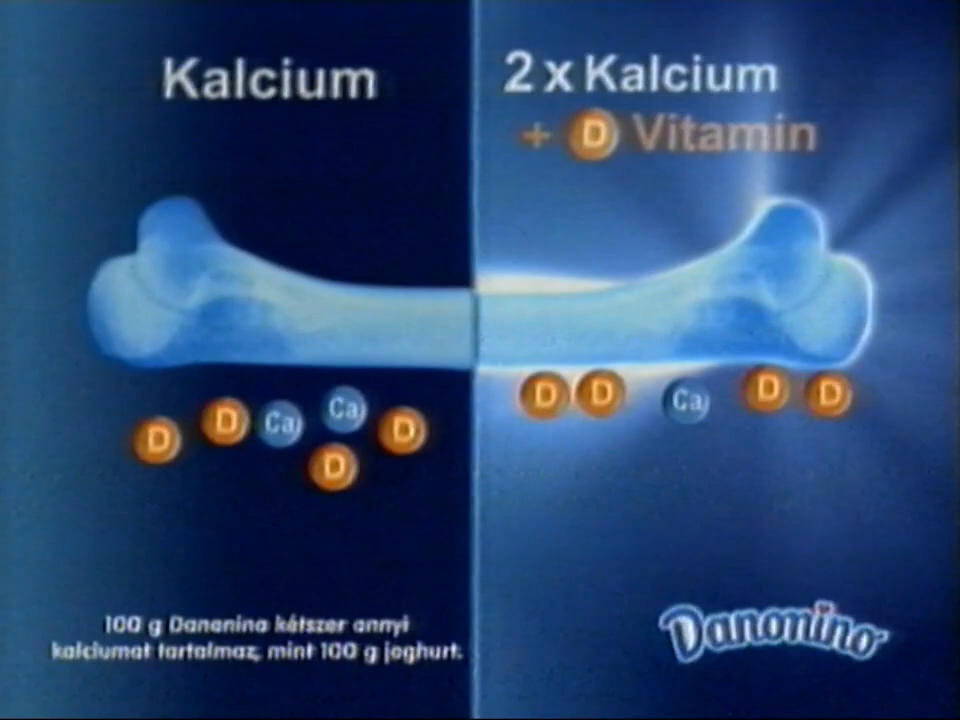 Kalcium
2 x Kalcium
+ D Vitamin
D D Ca Ca D D
D D Ca D D
100 g Danonino kétszer annyi
kalciumot tartalmaz, mint 100 g joghurt.
Danonino